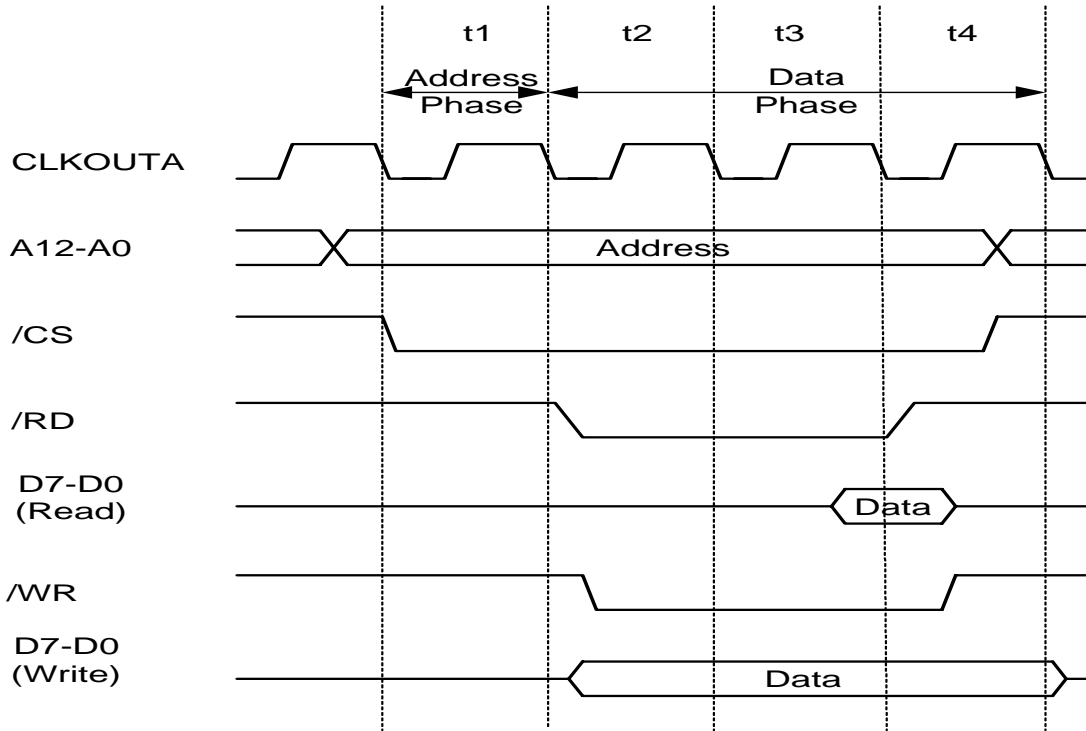 t1 t2 t3 t4
Address Phase
Data Phase
CLKOUTA
A12-A0
Address
/CS
/RD
D7-D0
(Read)
Data
/WR
D7-D0
(Write)
Data